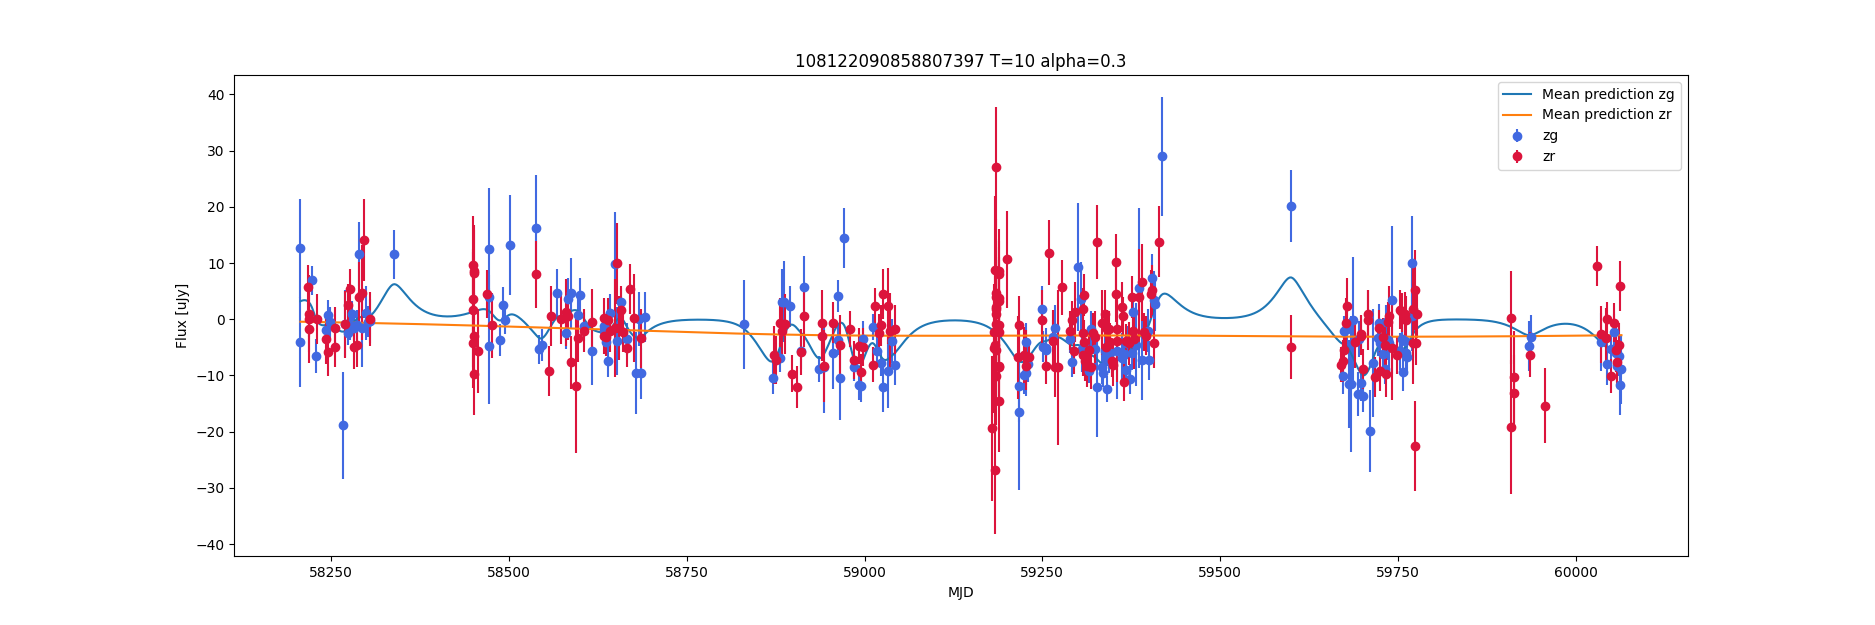 108122090858807397 T=10 alpha=0.3
Mean prediction zg
Mean prediction zr
zg
zr
Flux [uJy]
40
30
20
10
0
−10
−20
−30
−40
58250 58500 58750 59000 59250 59500 59750 60000
MJD